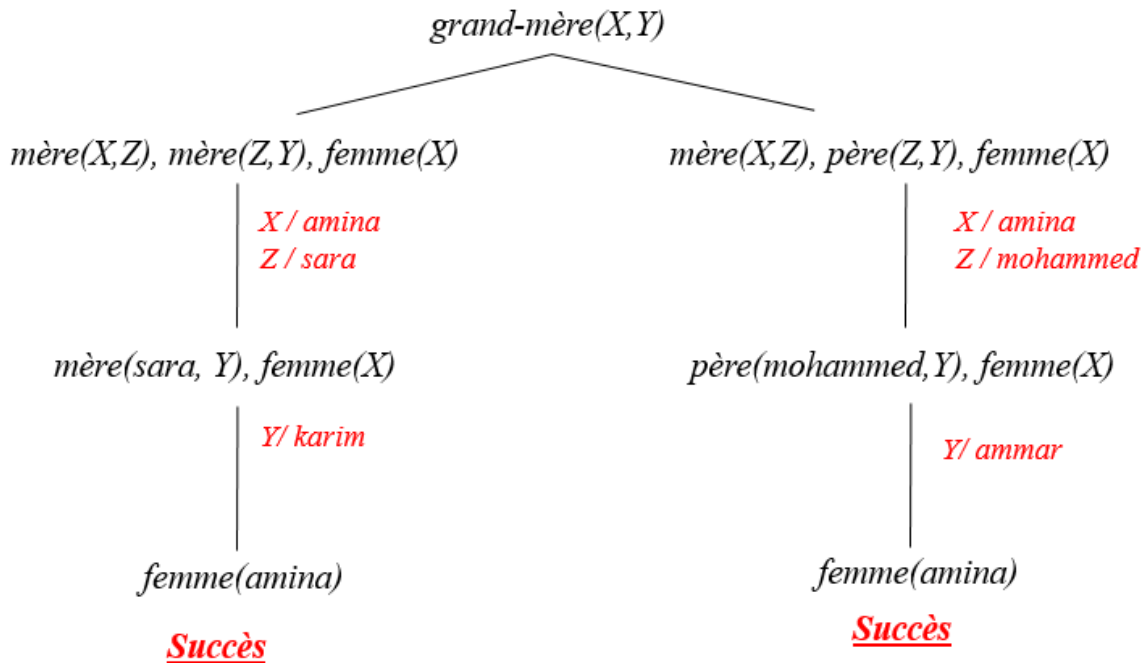 grand-mère(X,Y)
mère(X,Z), mère(Z,Y), femme(X)
X / amina
Z / sara
mère(sara, Y), femme(X)
Y/ karim
femme(amina)
Succès
mère(X,Z), père(Z,Y), femme(X)
X / amina
Z / mohammed
père(mohammed,Y), femme(X)
Y/ ammar
femme(amina)
Succès